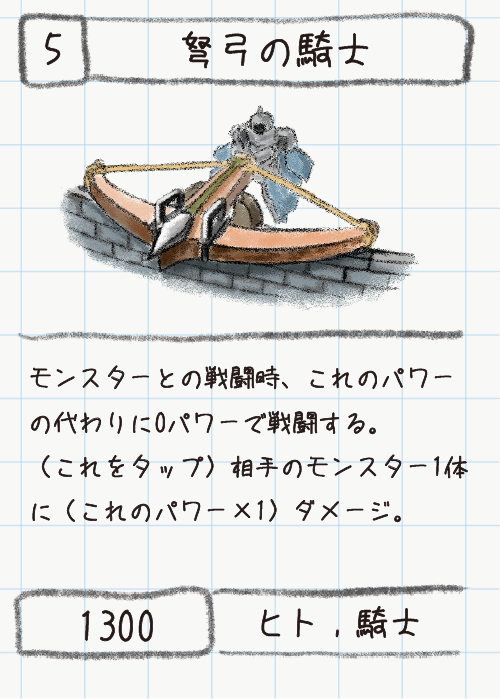 5
弩弓の騎士
モンスターとの戦闘時、これのパワー
の代わりに0パワーで戦闘する。
（これをタップ）相手のモンスター1体
に（これのパワー×1）ダメージ。
1300
ヒト，騎士